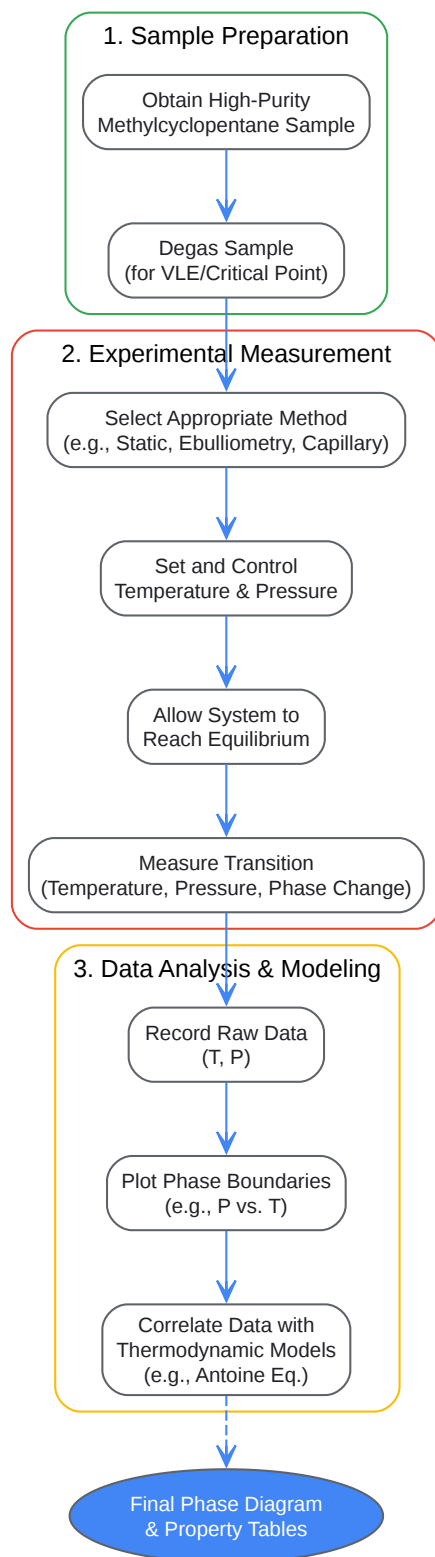 1. Sample Preparation
Obtain High-Purity
Methylcyclopentane Sample
Degas Sample
(for VLE/Critical Point)
2. Experimental Measurement
Select Appropriate Method
(e.g., Static, Ebulliometry, Capillary)
Set and Control
Temperature & Pressure
Allow System to
Reach Equilibrium
Measure Transition
(Temperature, Pressure, Phase Change)
3. Data Analysis & Modeling
Record Raw Data
(T, P)
Plot Phase Boundaries
(e.g., P vs. T)
Correlate Data with
Thermodynamic Models
(e.g., Antoine Eq.)
Final Phase Diagram
& Property Tables